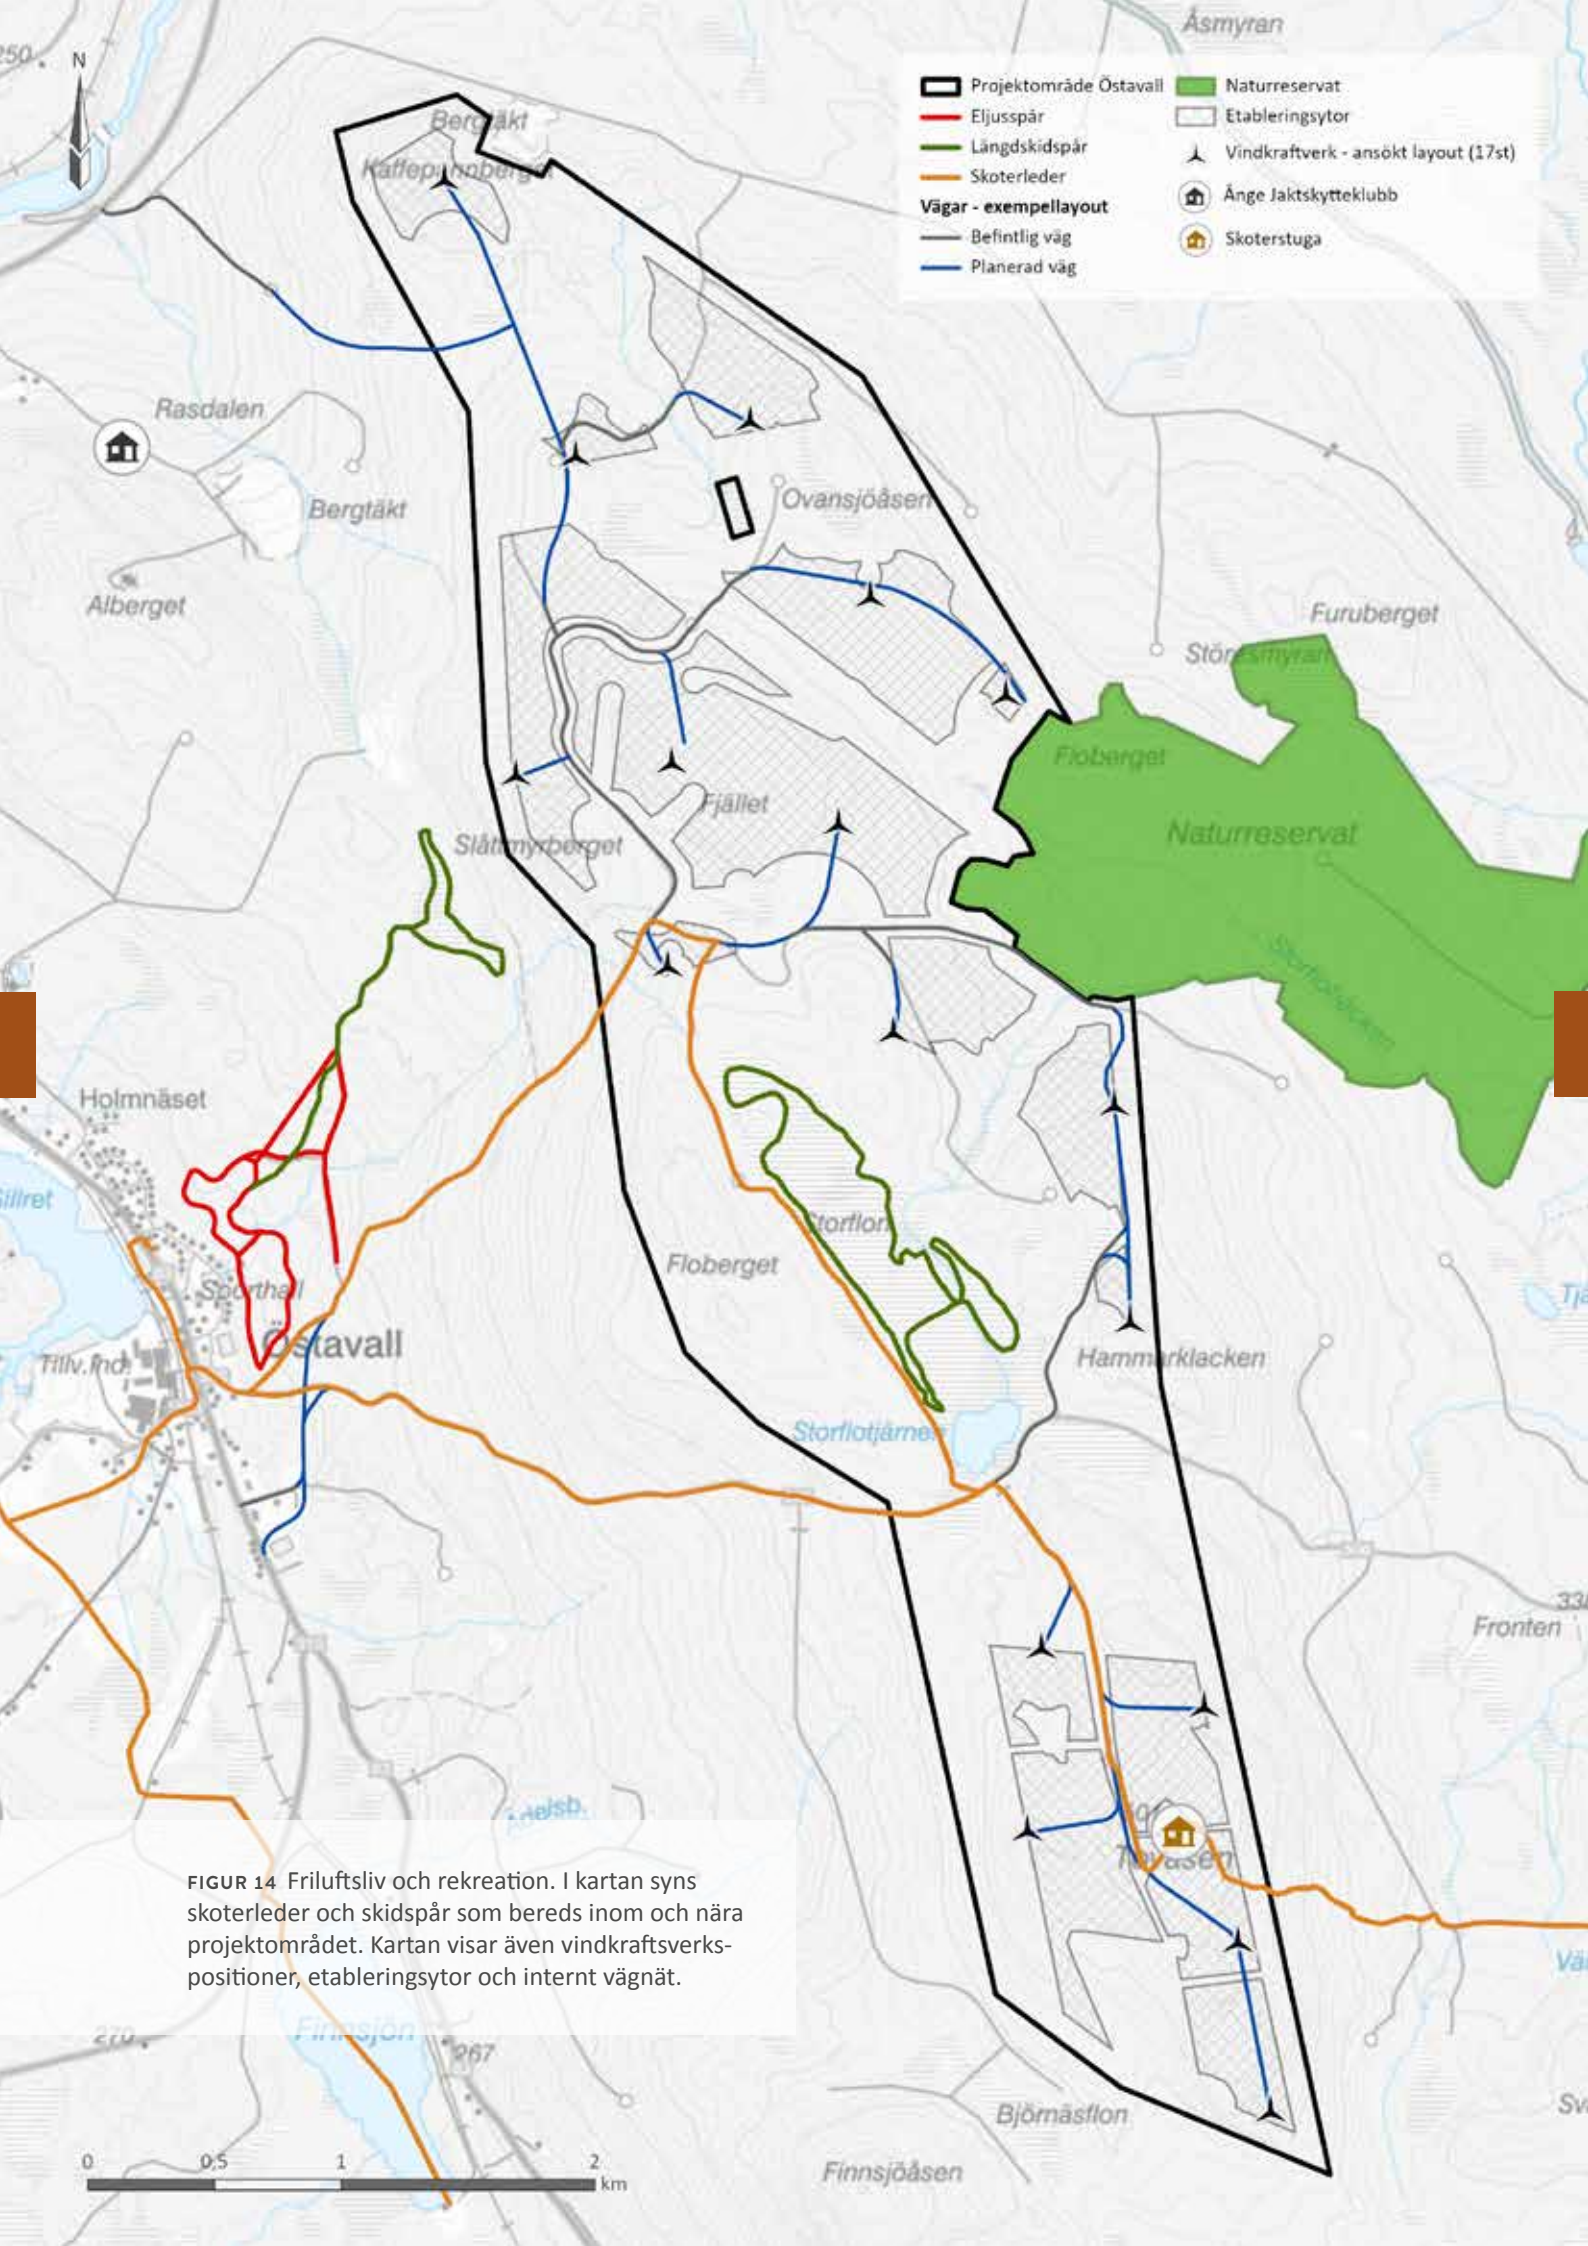 Åsmyran
250
N
Projektområde Östavall
Eljusspår
Längdskidspår
Skoterleder
Vägar - exempellayout
Befintlig väg
Planerad väg
Naturreservat
Etableringsytor
Vindkraftverk - ansökt layout (17st)
Ånge Jaktskytteklubb
Skoterstuga
Bergtäkt
Kaffepannberget
Rasdalen
Bergtäkt
Ovansjöåsen
Alberget
Furuberget
Floberget
Naturreservat
Fjället
Slåttmyrberget
Holmnäset
Storflon
Floberget
Sporthall
Östavall
Tillv.Ind.
Hammarklacken
Storflotjärnen
Fronten
FIGUR 14 Friluftsliv och rekreation. I kartan syns
skoterleder och skidspår som bereds inom och nära
projektområdet. Kartan visar även vindkraftsverks-
positioner, etableringsytor och internt vägnät.
270
Finnsjön
267
Björnäsflon
Finnsjöåsen
0 0,5 1 2
km